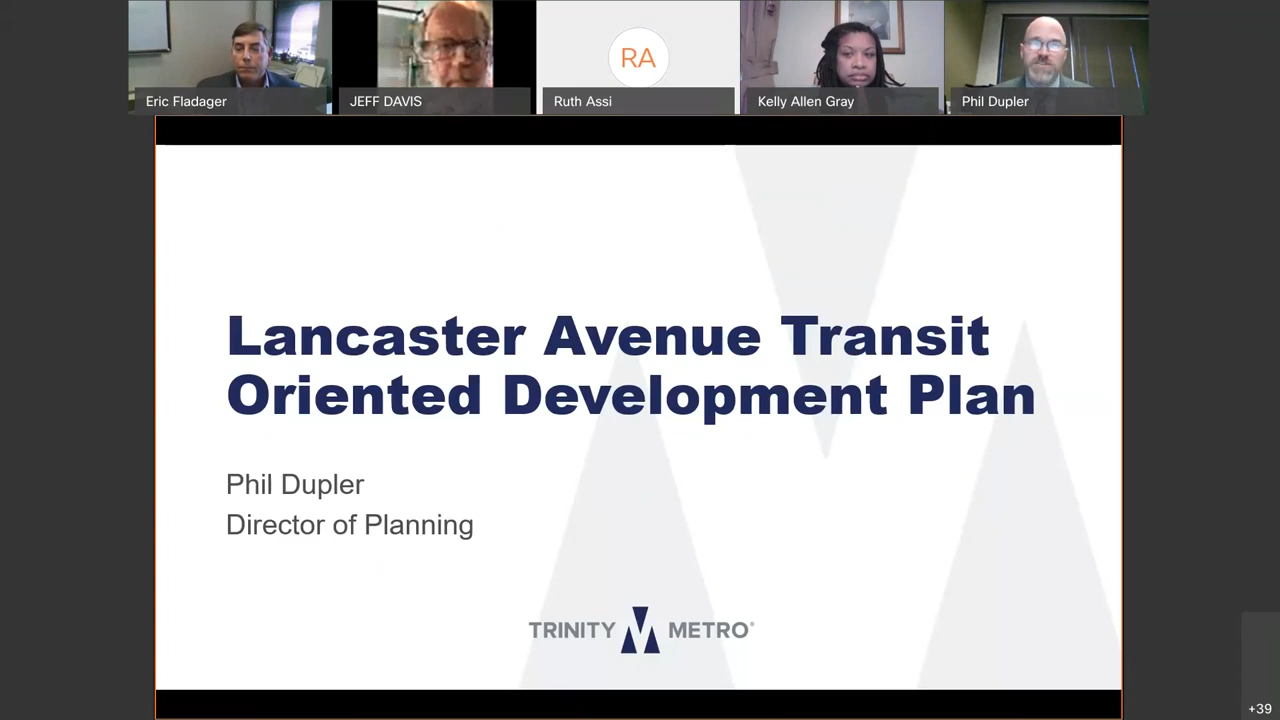 Eric Fladager
JEFF DAVIS
RA
Ruth Assi
Kelly Allen Gray
Phil Dupler
Lancaster Avenue Transit
Oriented Development Plan
Phil Dupler
Director of Planning
TRINITY METRO®
+39